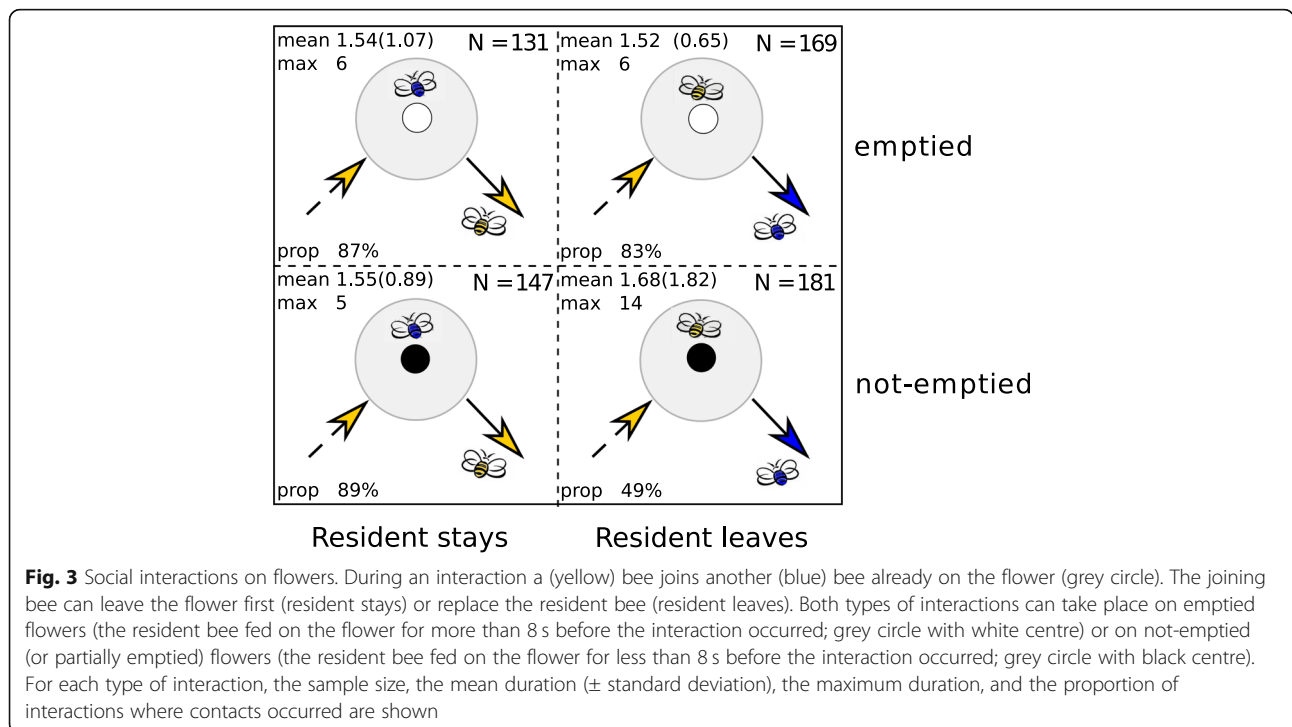 mean 1.54(1.07) N = 131
max 6
prop 87%
mean 1.52 (0.65) N = 169
max 6
prop 83%
emptied
mean 1.55(0.89) N = 147
max 5
prop 89%
mean 1.68(1.82) N = 181
max 14
prop 49%
not-emptied
Resident stays Resident leaves
Fig. 3 Social interactions on flowers. During an interaction a (yellow) bee joins another (blue) bee already on the flower (grey circle). The joining
bee can leave the flower first (resident stays) or replace the resident bee (resident leaves). Both types of interactions can take place on emptied
flowers (the resident bee fed on the flower for more than 8 s before the interaction occurred; grey circle with white centre) or on not-emptied
(or partially emptied) flowers (the resident bee fed on the flower for less than 8 s before the interaction occurred; grey circle with black centre).
For each type of interaction, the sample size, the mean duration (± standard deviation), the maximum duration, and the proportion of
interactions where contacts occurred are shown